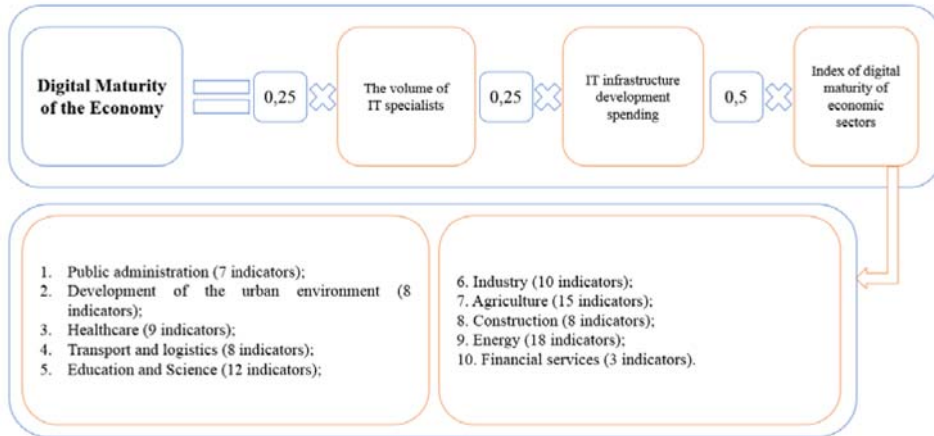 Digital Maturity
of the Economy
0,25
The volume of
IT specialists
0,25
IT infrastructure
development
spending
0,5
Index of digital
maturity of
economic
sectors
1. Public administration (7 indicators);
2. Development of the urban environment (8
indicators);
3. Healthcare (9 indicators);
4. Transport and logistics (8 indicators);
5. Education and Science (12 indicators);
6. Industry (10 indicators);
7. Agriculture (15 indicators);
8. Construction (8 indicators);
9. Energy (18 indicators);
10. Financial services (3 indicators).